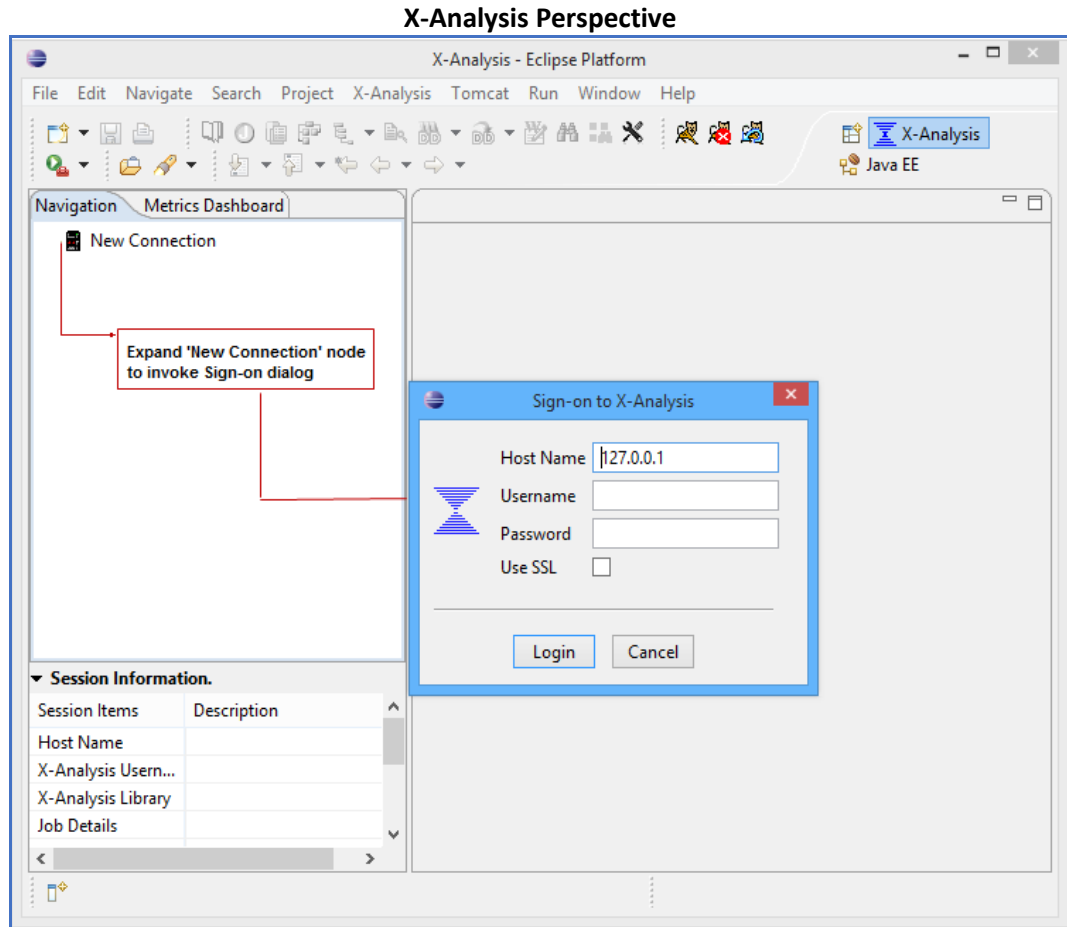 X-Analysis Perspective
X-Analysis - Eclipse Platform
File Edit Navigate Search Project X-Analysis Tomcat Run Window Help
X-Analysis
Java EE
Navigation Metrics Dashboard
New Connection
Expand 'New Connection' node
to invoke Sign-on dialog
Sign-on to X-Analysis
Host Name 127.0.0.1
Username
Password
Use SSL
Login Cancel
Session Information.
Session Items Description
Host Name
X-Analysis Usern...
X-Analysis Library
Job Details